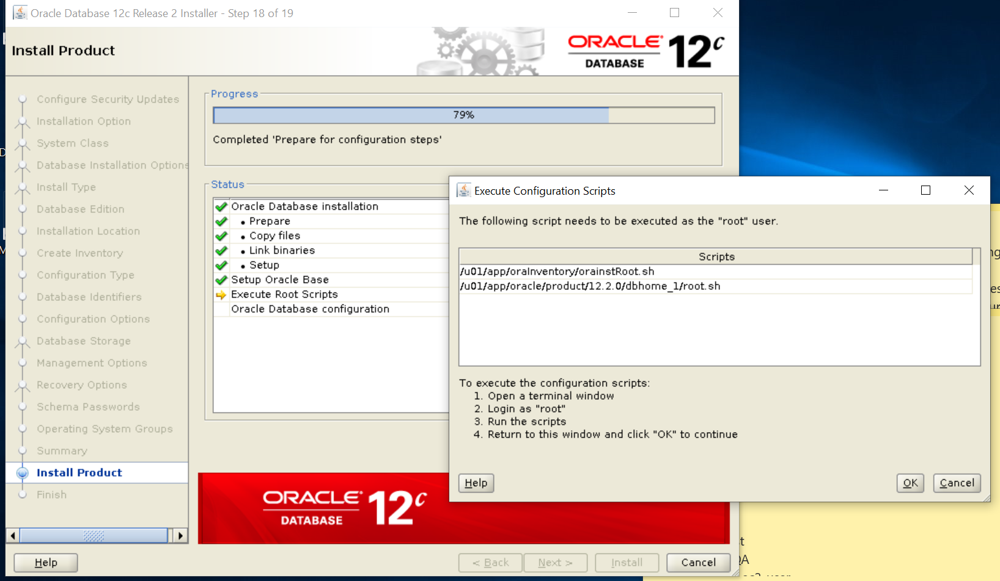 Oracle Database 12c Release 2 Installer - Step 18 of 19
Install Product
ORACLE
DATABASE
12c
Configure Security Updates
Installation Option
System Class
Database Installation Options
Install Type
Database Edition
Installation Location
Create Inventory
Configuration Type
Database Identifiers
Configuration Options
Database Storage
Management Options
Recovery Options
Schema Passwords
Operating System Groups
Summary
Install Product
Finish
Progress
79%
Completed 'Prepare for configuration steps'
Status
Oracle Database installation
• Prepare
• Copy files
• Link binaries
• Setup
Setup Oracle Base
Execute Root Scripts
Oracle Database configuration
ORACLE
DATABASE
12c
Help
< Back
Next >
Install
Cancel
Execute Configuration Scripts
The following script needs to be executed as the "root" user.
Scripts
/u01/app/oraInventory/orainstRoot.sh
/u01/app/oracle/product/12.2.0/dbhome_1/root.sh
To execute the configuration scripts:
1. Open a terminal window
2. Login as "root"
3. Run the scripts
4. Return to this window and click "OK" to continue
Help
OK
Cancel